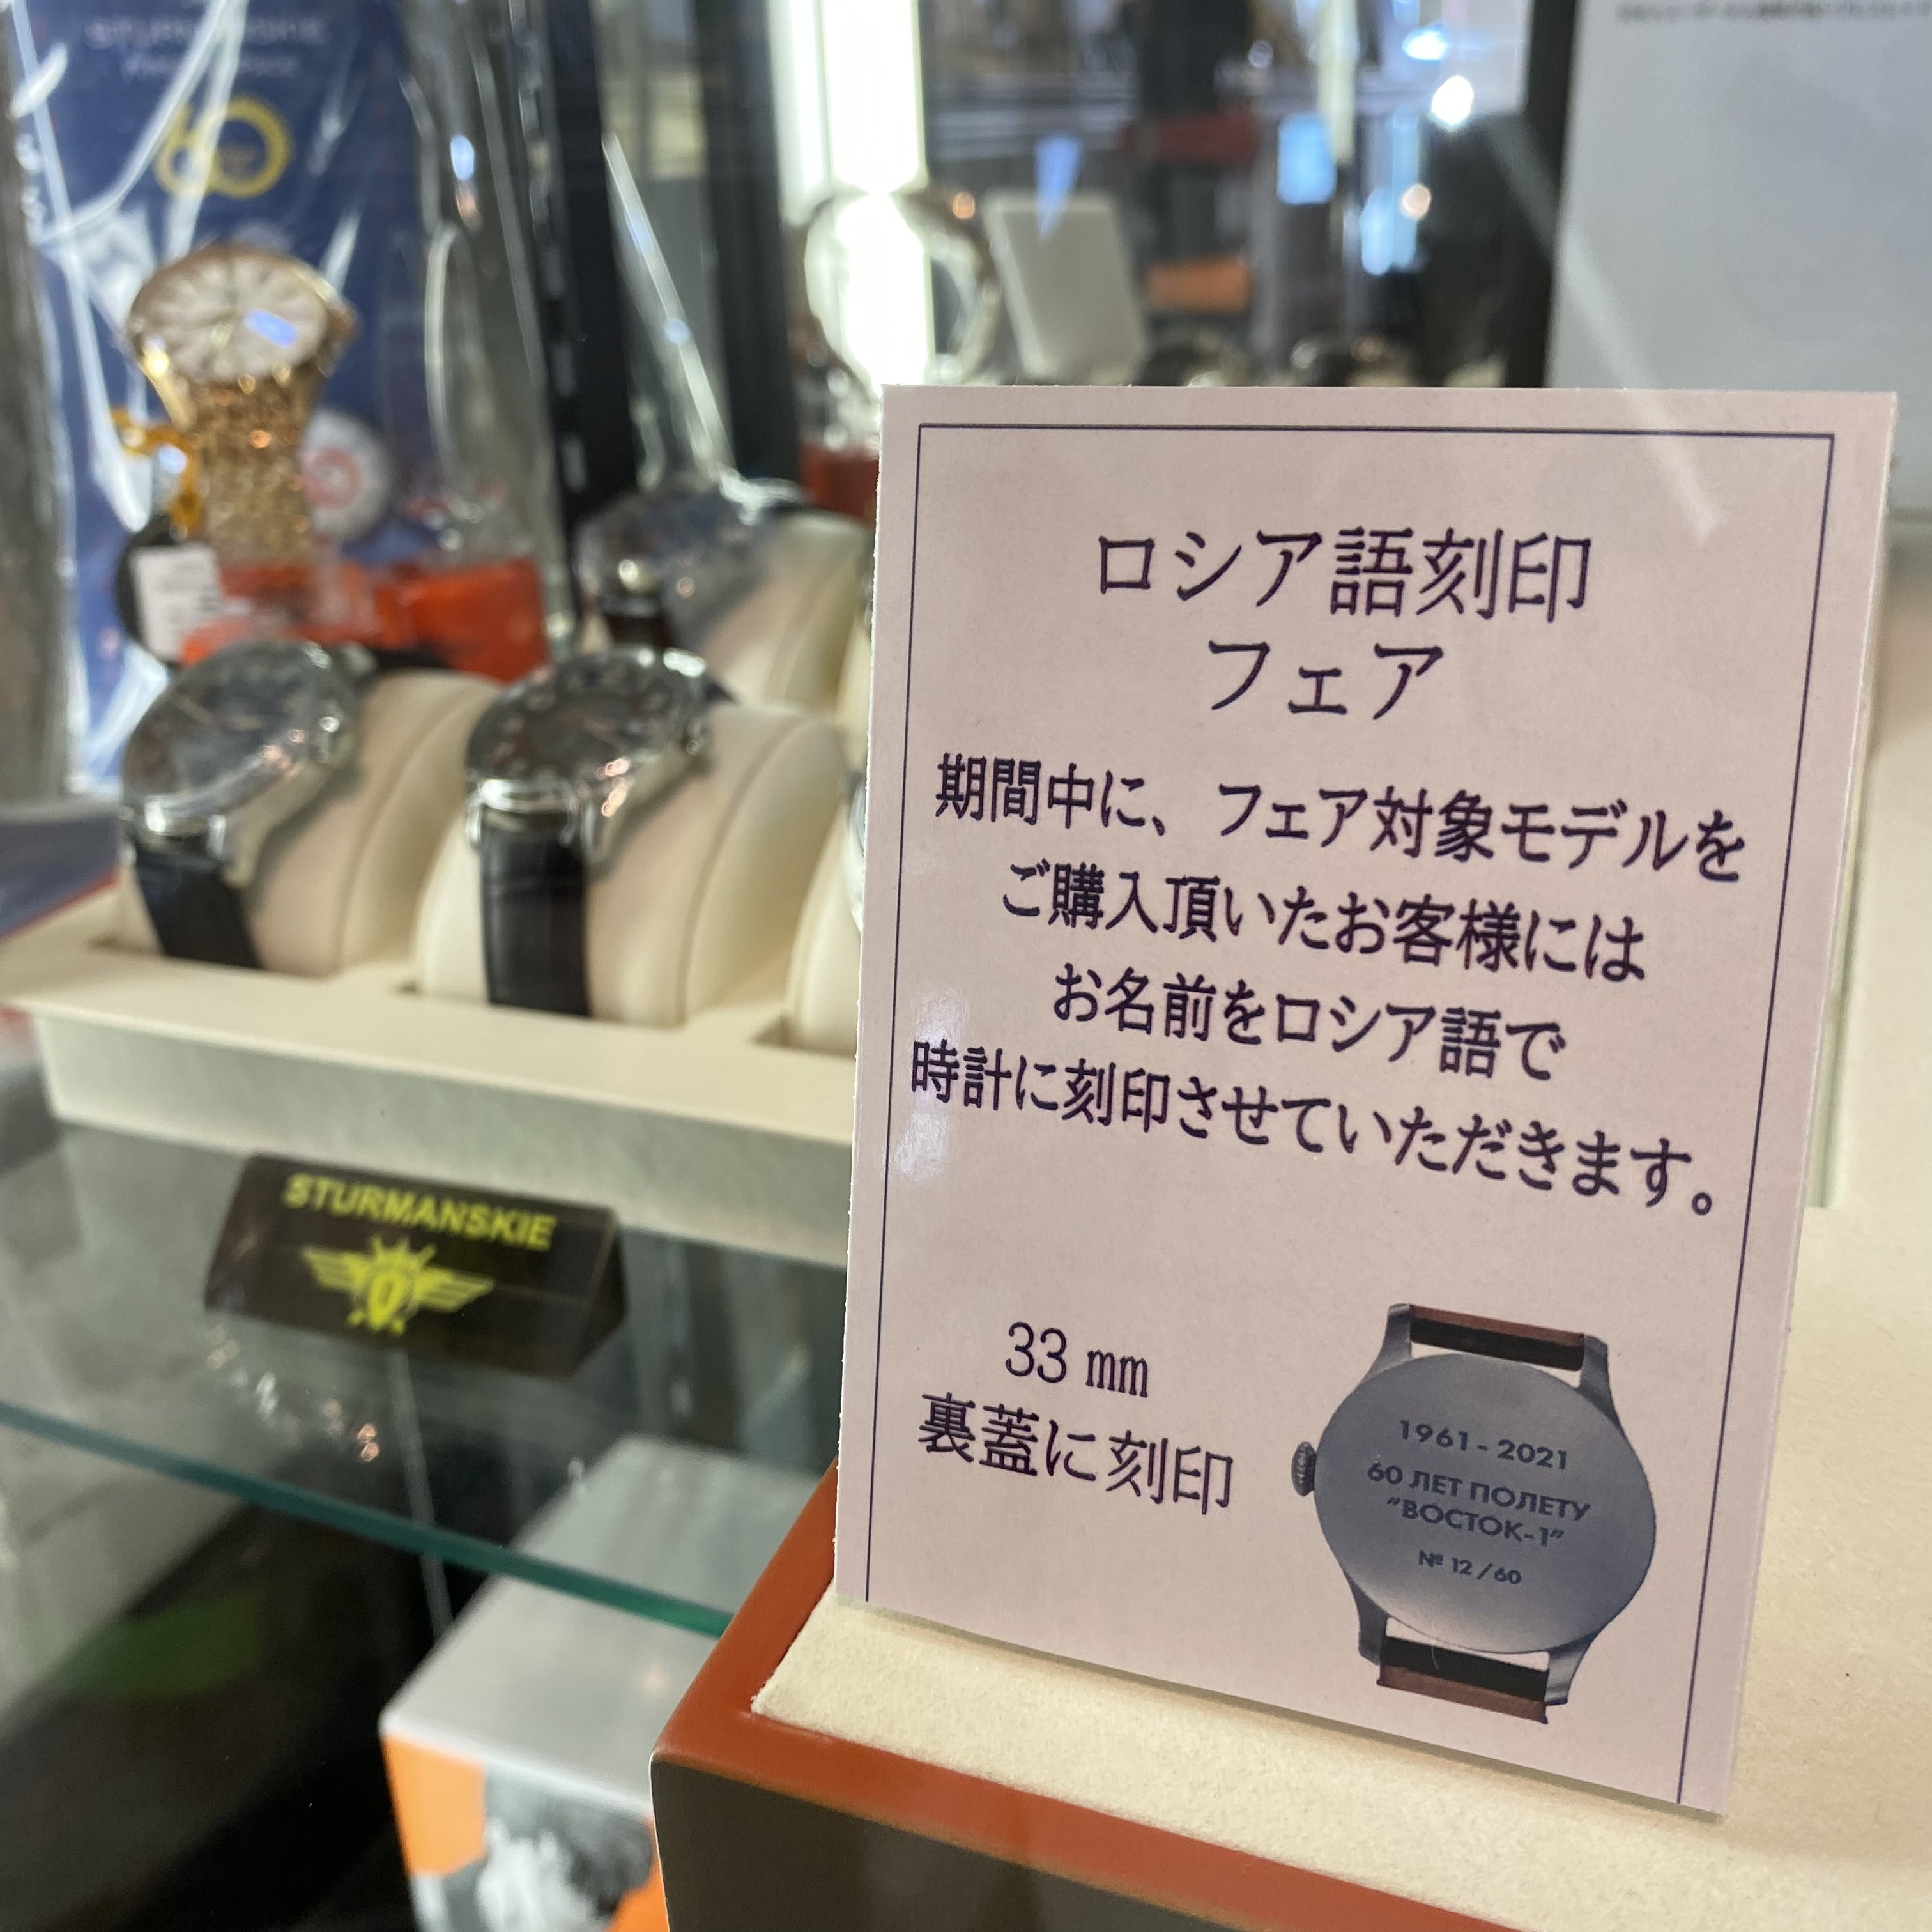 STURMANSKIE
60
ロシア語刻印
フェア
期間中に、フェア対象モデルを
ご購入頂いたお客様には
お名前をロシア語で
時計に刻印させていただきます。
33 mm
裏蓋に刻印
1961-2021
60 ЛЕТ ПОЛЕТУ
"ВОСТОК-1"
№ 12/60
STURMANSKIE